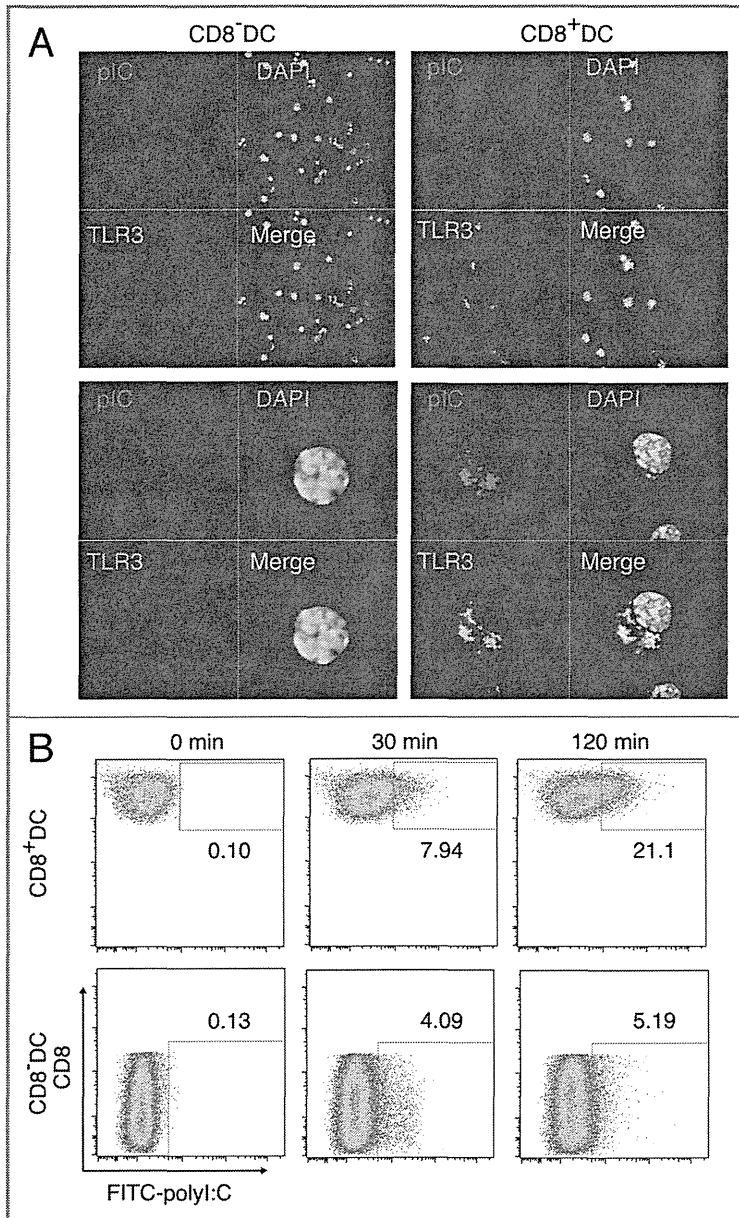 A
CD8⁻DC
CD8⁺DC
pIC
DAPI
pIC
DAPI
TLR3
Merge
TLR3
Merge
pIC
DAPI
pIC
DAPI
TLR3
Merge
TLR3
Merge
B
0 min
30 min
120 min
CD8⁺DC
0.10
7.94
21.1
CD8⁻DC
CD8
0.13
4.09
5.19
FITC-polyI:C